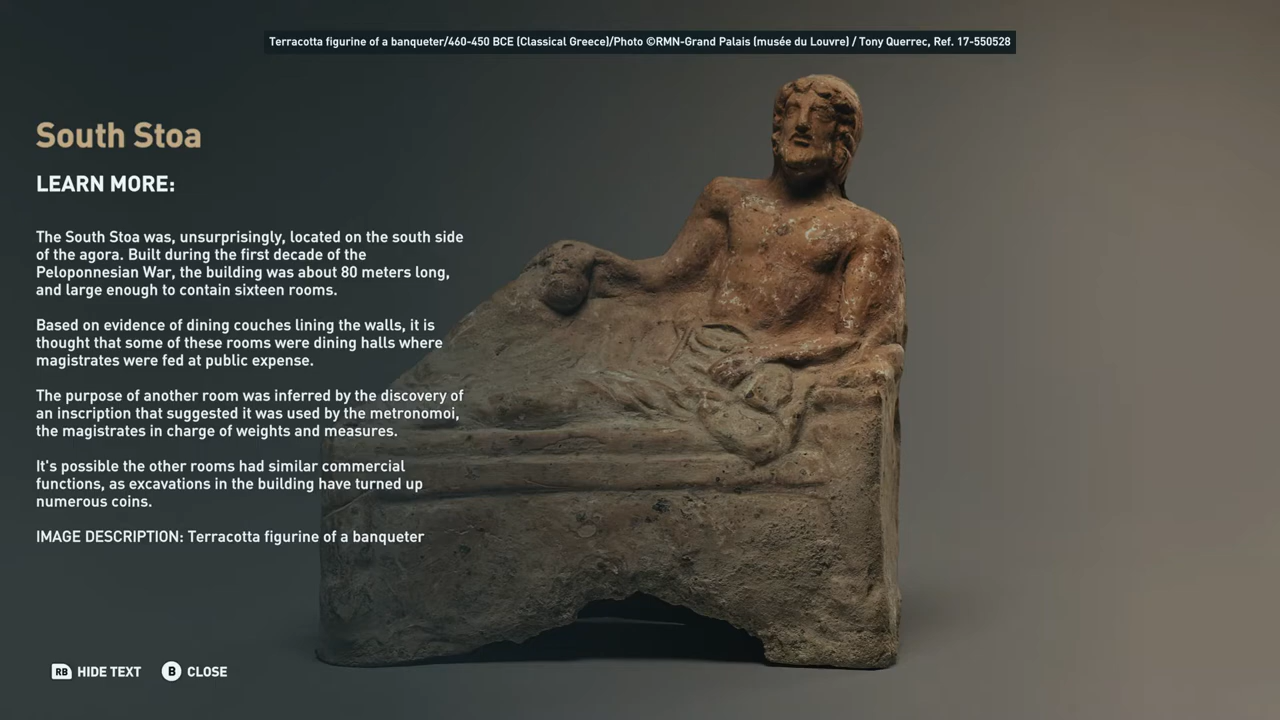 Terracotta figurine of a banqueter/460-450 BCE (Classical Greece)/Photo ©RMN-Grand Palais (musée du Louvre) / Tony Querrec, Ref. 17-550528
South Stoa
LEARN MORE:
The South Stoa was, unsurprisingly, located on the south side
of the agora. Built during the first decade of the
Peloponnesian War, the building was about 80 meters long,
and large enough to contain sixteen rooms.
Based on evidence of dining couches lining the walls, it is
thought that some of these rooms were dining halls where
magistrates were fed at public expense.
The purpose of another room was inferred by the discovery of
an inscription that suggested it was used by the metronomoi,
the magistrates in charge of weights and measures.
It's possible the other rooms had similar commercial
functions, as excavations in the building have turned up
numerous coins.
IMAGE DESCRIPTION: Terracotta figurine of a banqueter
RB HIDE TEXT B CLOSE